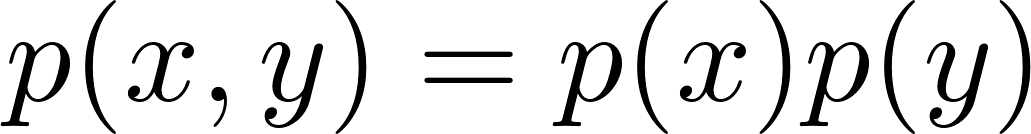 p(x, y) = p(x)p(y)